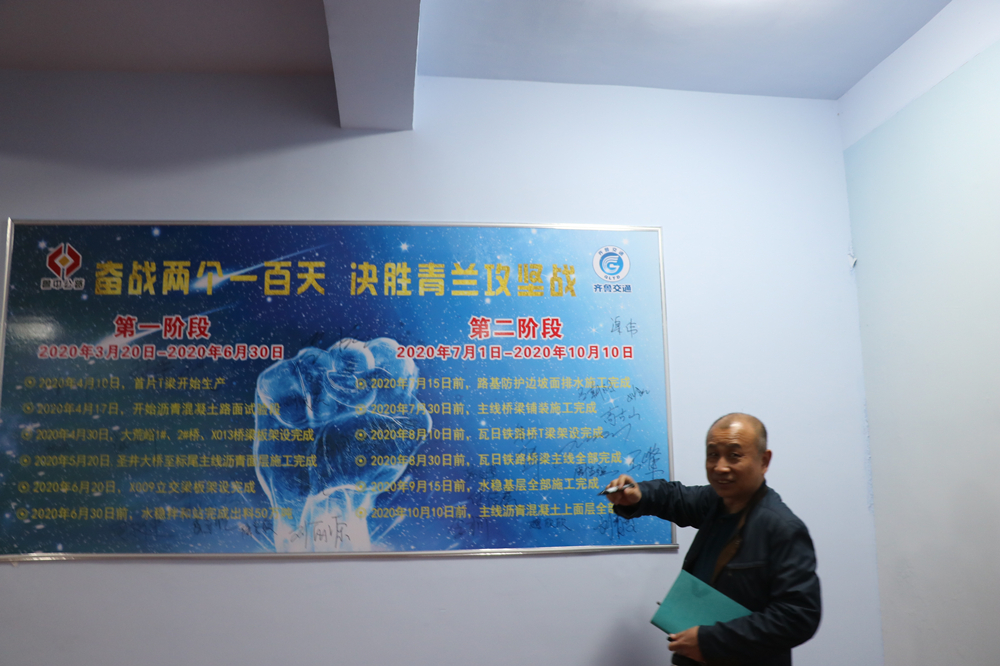 奋战两个一百天 决胜青兰攻坚战
齐鲁交通
第一阶段
2020年3月20日-2020年6月30日
2020年4月10日，首片T梁开始生产
2020年4月17日，开始沥青混凝土路面试验段
2020年4月30日，大荒峪1#、2#桥、X013桥梁板架设完成
2020年5月20日，圣井大桥至标尾主线沥青面层施工完成
2020年6月20日，X009立交梁板架设完成
2020年6月30日前，水稳拌和站完成出料50万吨
第二阶段
2020年7月1日-2020年10月10日
2020年7月15日前，路基防护边坡面排水施工完成
2020年7月30日前，主线桥梁铺装施工完成
2020年8月10日前，瓦日铁路桥T梁架设完成
2020年8月30日前，瓦日铁路桥梁主线全部完成
2020年9月15日前，水稳基层全部施工完成
2020年10月10日前，主线沥青混凝土上面层全部